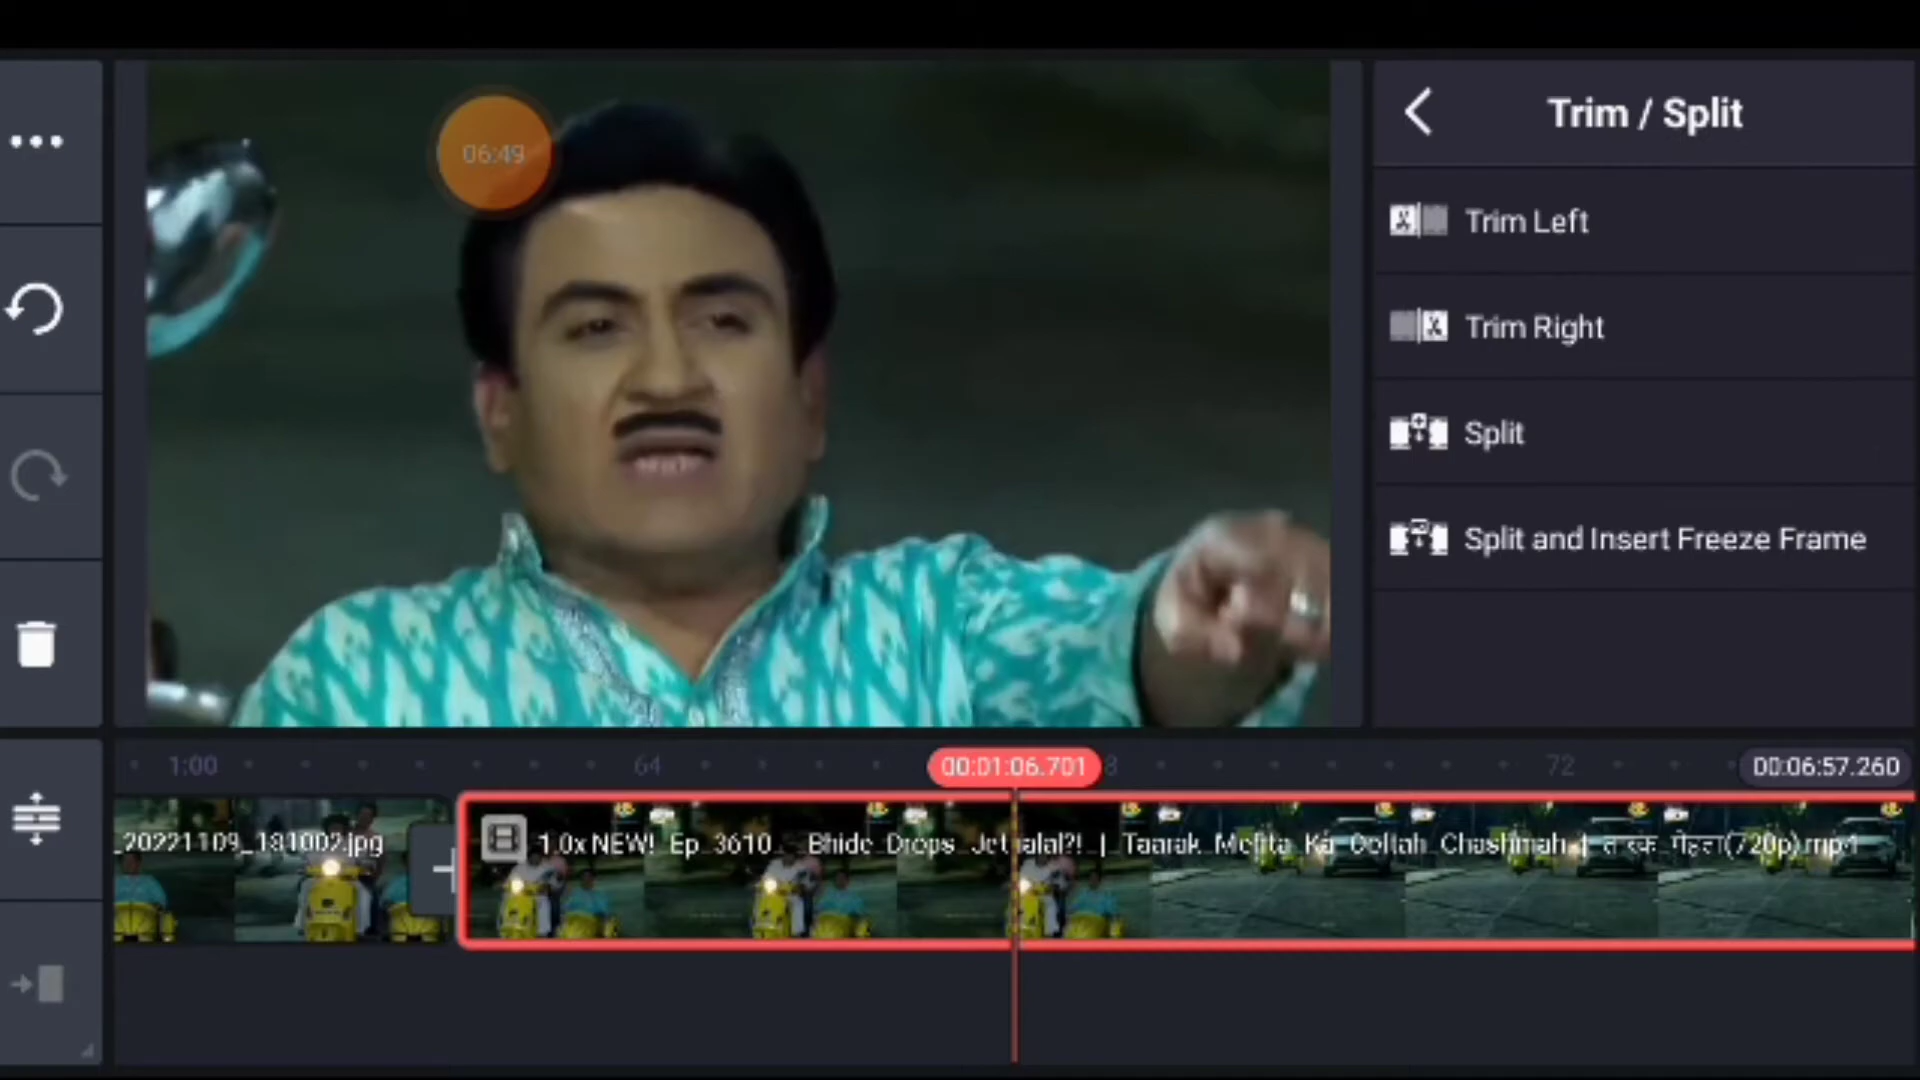 06:49
Trim / Split
Trim Left
Trim Right
Split
Split and Insert Freeze Frame
1:00
64
00:01:06.701
8
72
00:06:57.260
_20221109_181002.jpg
1.0x NEW! Ep 3610 Bhide Drops Jethalal?! | Taarak Mehta Ka Ooltah Chashmah | तारक मेहता(720p).mp4